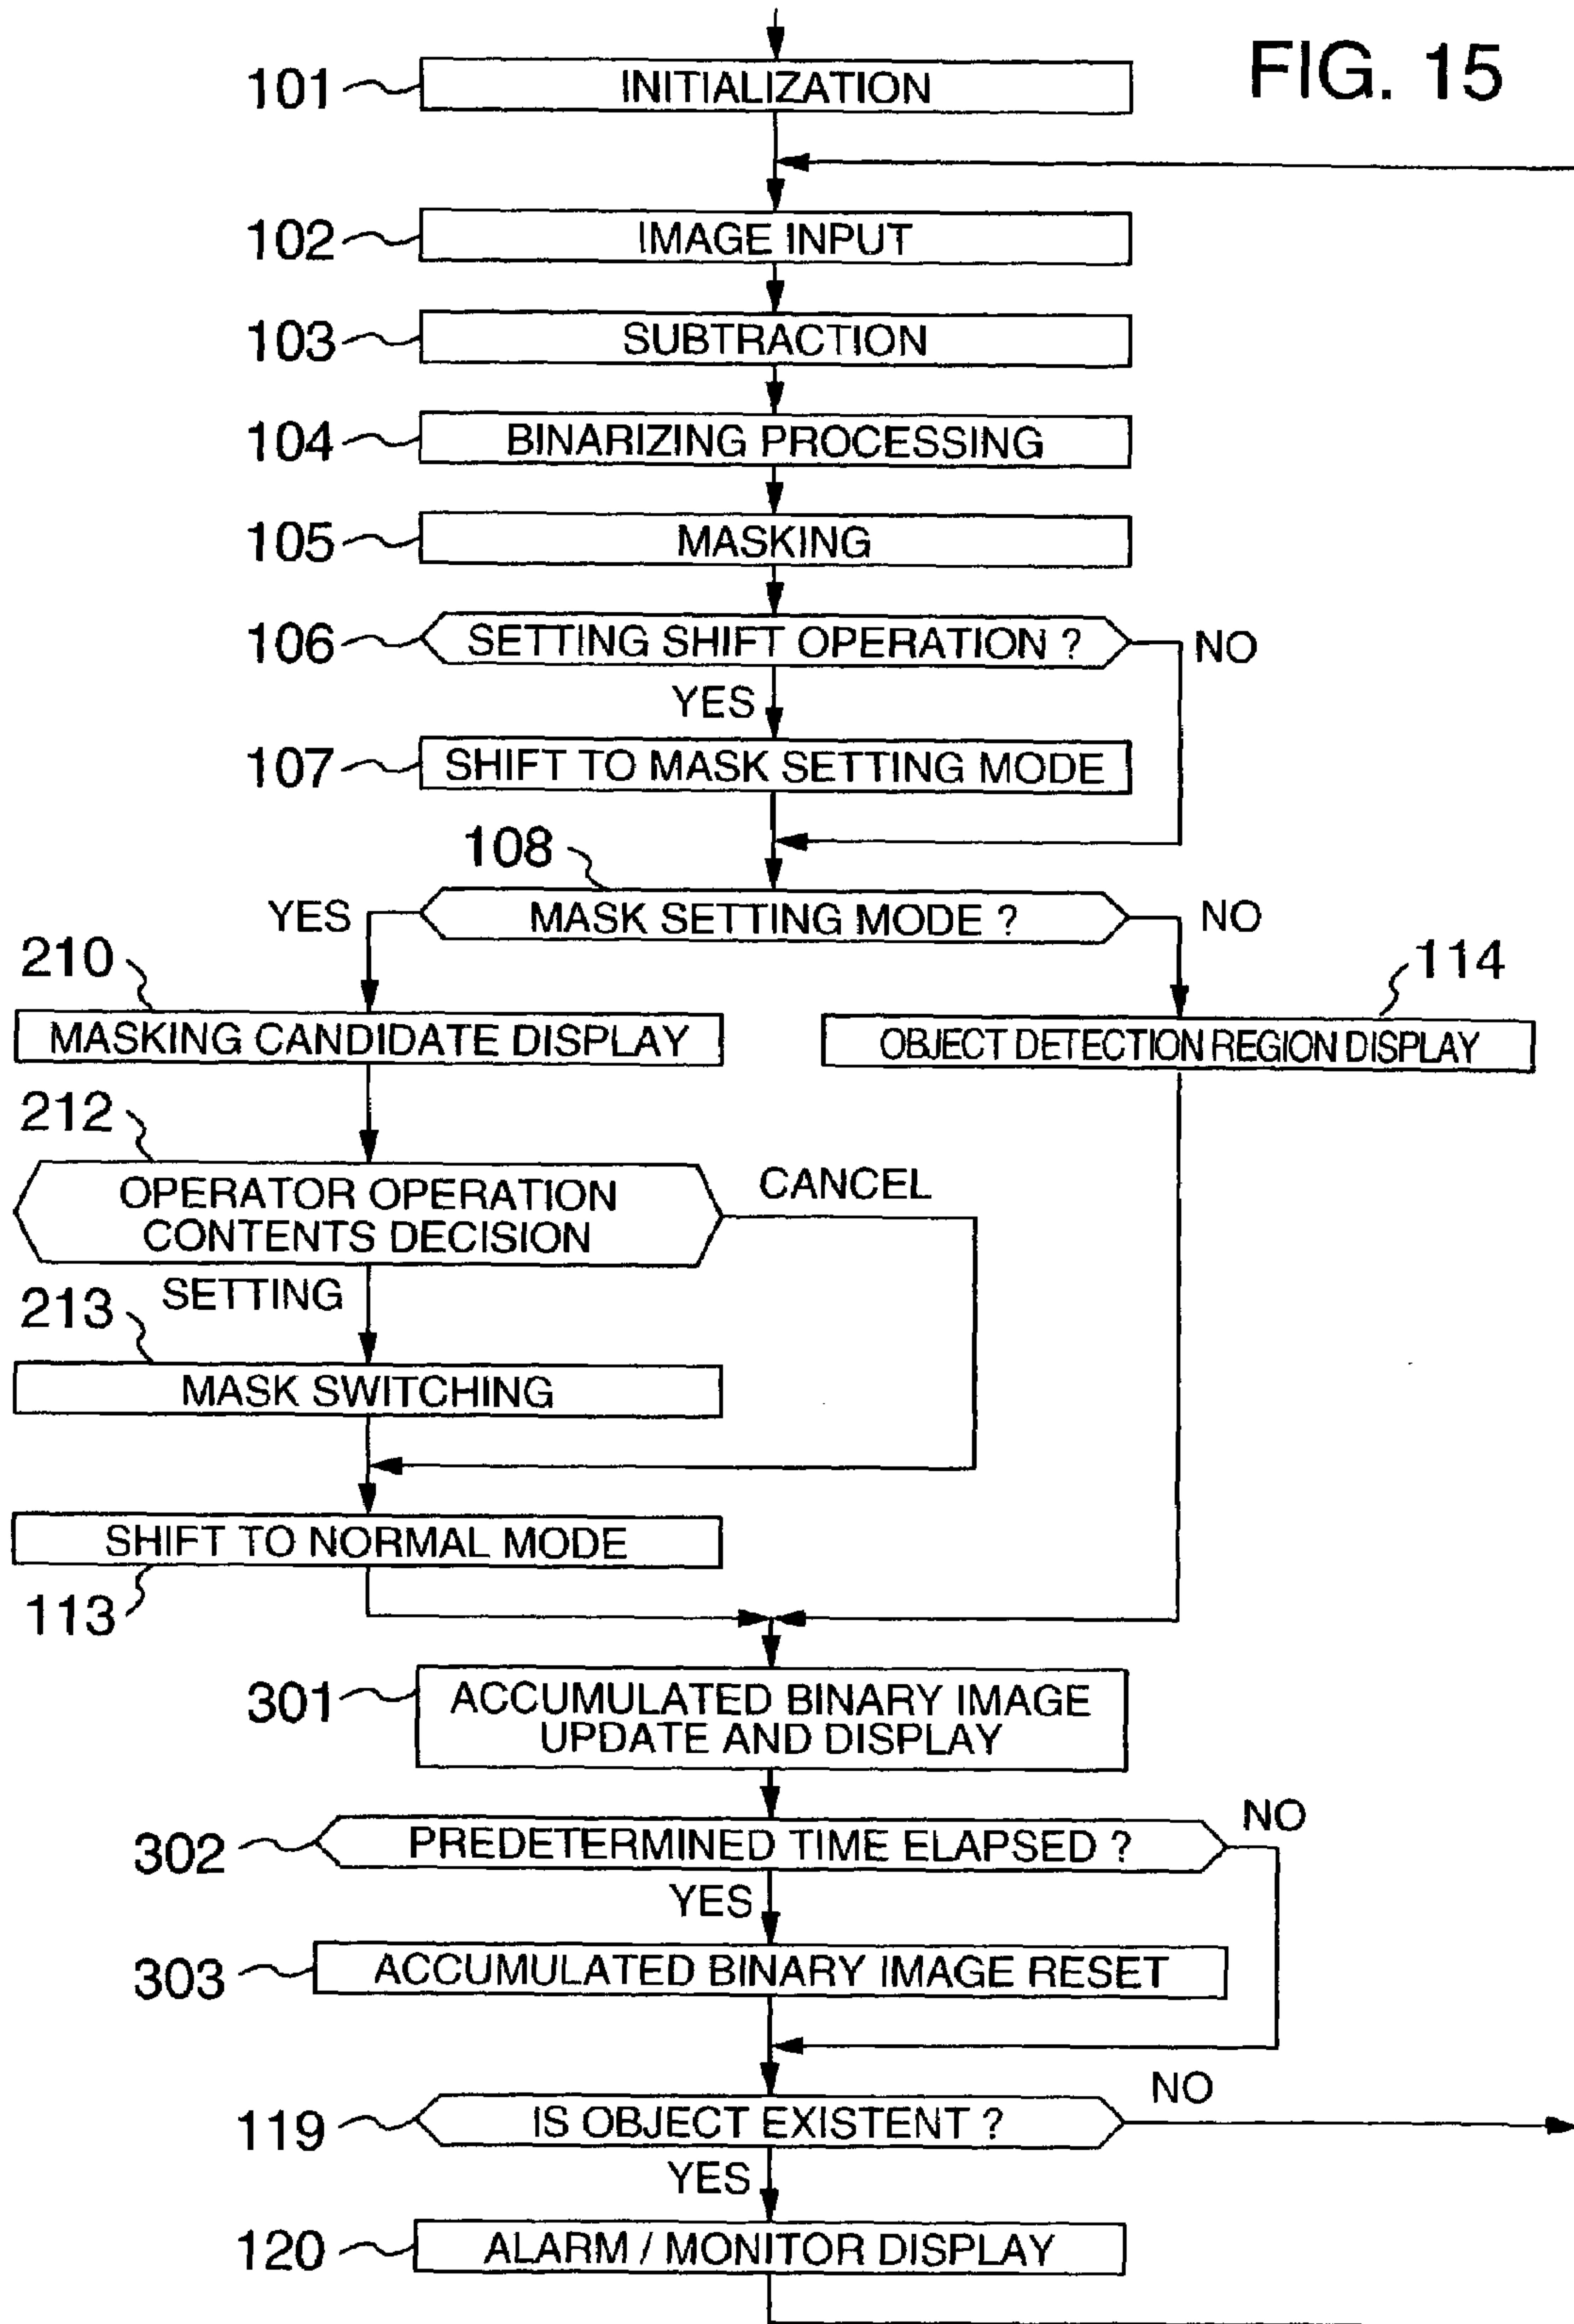 FIG. 15
101 INITIALIZATION
102 IMAGE INPUT
103 SUBTRACTION
104 BINARIZING PROCESSING
105 MASKING
106 SETTING SHIFT OPERATION ? NO
YES
107 SHIFT TO MASK SETTING MODE
108
YES MASK SETTING MODE ? NO
210 114
MASKING CANDIDATE DISPLAY OBJECT DETECTION REGION DISPLAY
212
OPERATOR OPERATION CANCEL
CONTENTS DECISION
SETTING
213
MASK SWITCHING
SHIFT TO NORMAL MODE
113
301 ACCUMULATED BINARY IMAGE
UPDATE AND DISPLAY
302 PREDETERMINED TIME ELAPSED ? NO
YES
303 ACCUMULATED BINARY IMAGE RESET
119 IS OBJECT EXISTENT ? NO
YES
120 ALARM / MONITOR DISPLAY